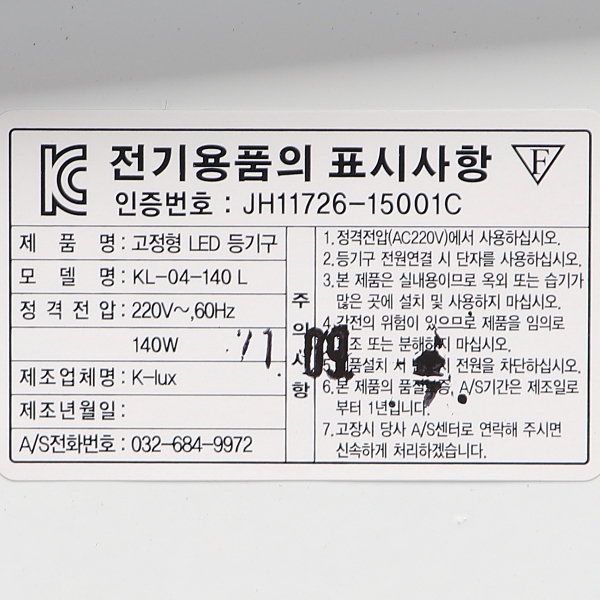 KC 전기용품의 표시사항 F
인증번호 : JH11726-15001C
제 품 명 : 고정형 LED 등기구
모 델 명 : KL-04-140 L
정 격 전 압 : 220V~,60Hz
140W
제조업체명 : K-lux
제조년월일 :
A/S전화번호 : 032-684-9972
주의사항
1.정격전압(AC220V)에서 사용하십시오.
2.등기구 전원연결 시 단자를 사용하십시오.
3.본 제품은 실내용이므로 옥외 또는 습기가
많은 곳에 설치 및 사용하지 마십시오.
4.감전의 위험이 있으므로 제품을 임의로
또는 분해하지 마십시오.
전원을 차단하십시오.
6.본 제품의 A/S기간은 제조일로
부터 1년입니다.
7.고장시 당사 A/S센터로 연락해 주시면
신속하게 처리하겠습니다.
09.